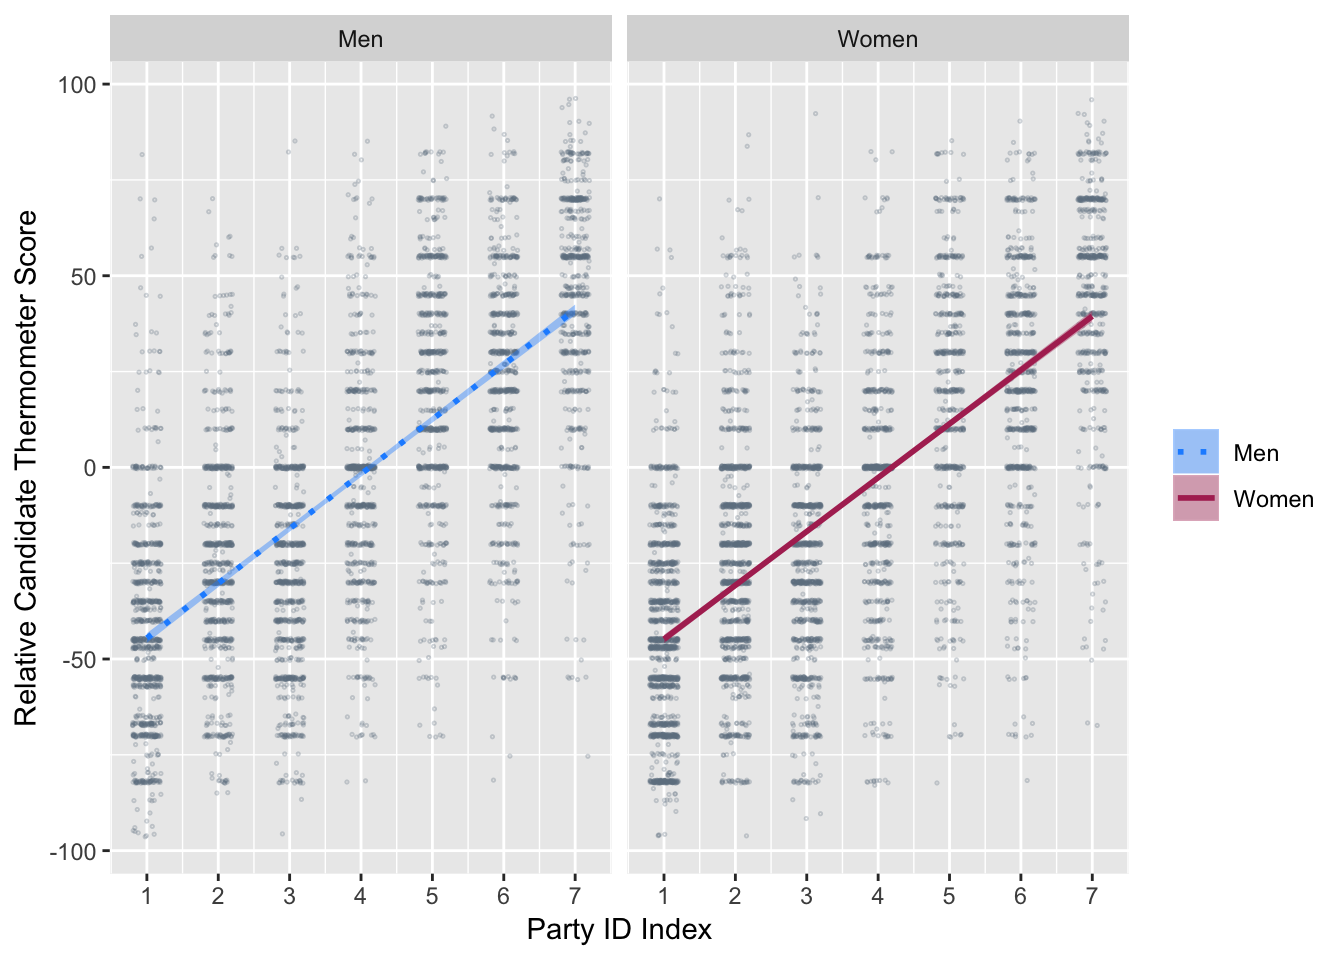 Men
Women
100
50
0
-50
-100
Relative Candidate Thermometer Score
1 2 3 4 5 6 7
1 2 3 4 5 6 7
Party ID Index
Men
Women